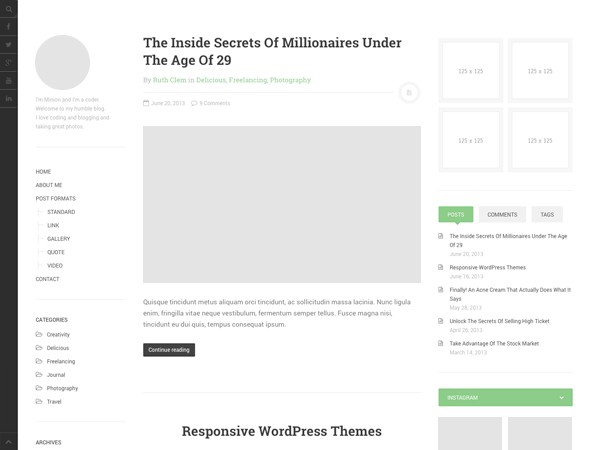 I'm Minion and I'm a coder.
Welcome to my humble blog.
I love coding and blogging and
taking great photos.
HOME
ABOUT ME
POST FORMATS
STANDARD
LINK
GALLERY
QUOTE
VIDEO
CONTACT
CATEGORIES
Creativity
Delicious
Freelancing
Journal
Photography
Travel
ARCHIVES
The Inside Secrets Of Millionaires Under
The Age Of 29
By Ruth Clem in Delicious, Freelancing, Photography
June 20, 2013 9 Comments
Quisque tincidunt metus aliquam orci tincidunt, ac sollicitudin massa lacinia. Nunc ligula
enim, fringilla vitae neque vestibulum, fermentum semper tellus. Fusce magna nisi,
tincidunt eu dui quis, tempus consequat ipsum.
Continue reading
Responsive WordPress Themes
125 x 125
125 x 125
125 x 125
125 x 125
POSTS COMMENTS TAGS
The Inside Secrets Of Millionaires Under The Age
Of 29
June 20, 2013
Responsive WordPress Themes
June 16, 2013
Finally! An Acne Cream That Actually Does What It
Says
May 28, 2013
Unlock The Secrets Of Selling High Ticket
April 26, 2013
Take Advantage Of The Stock Market
March 14, 2013
INSTAGRAM